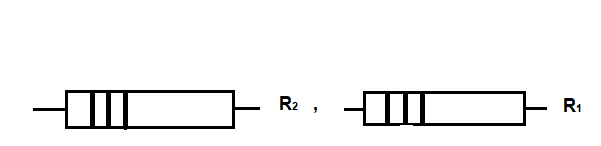 R₂ , R₁